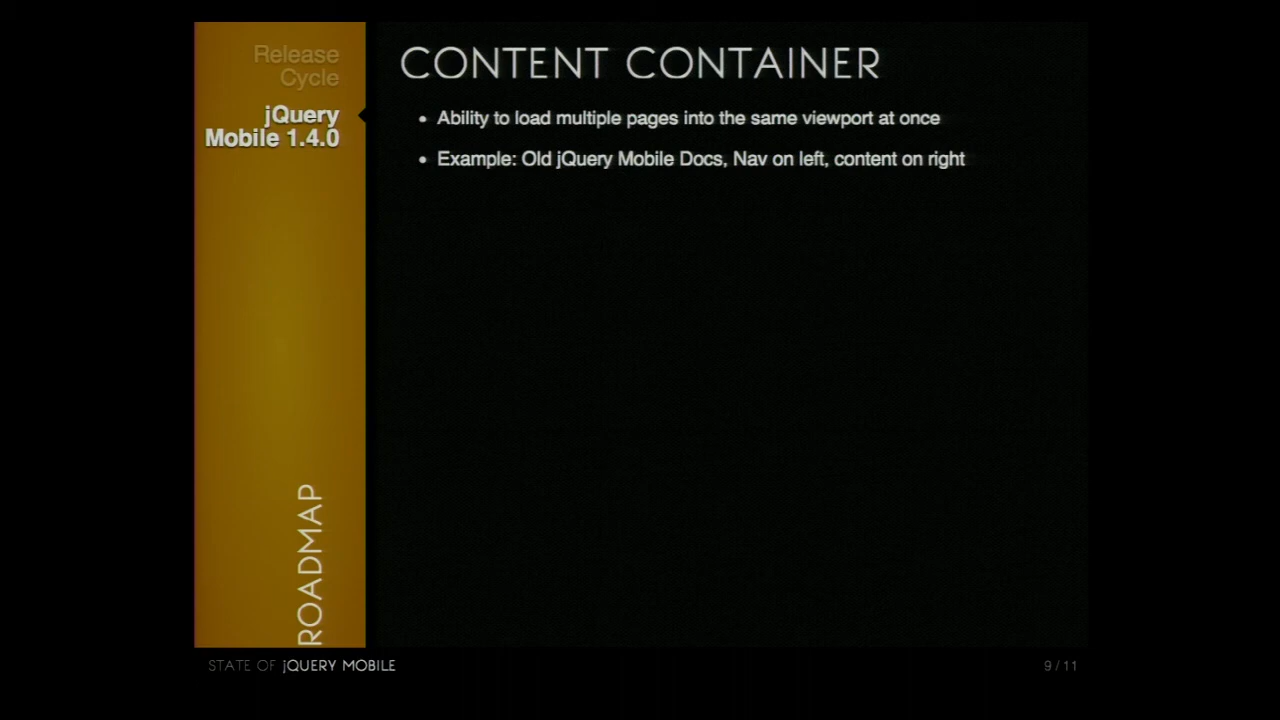 Release
Cycle
jQuery
Mobile 1.4.0
ROADMAP
CONTENT CONTAINER
• Ability to load multiple pages into the same viewport at once
• Example: Old jQuery Mobile Docs, Nav on left, content on right
STATE OF jQUERY MOBILE
9 / 11